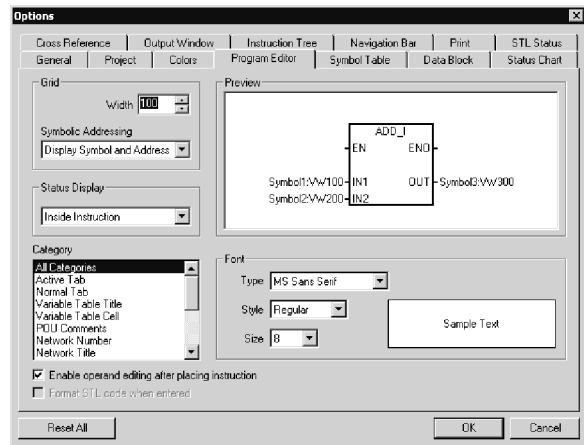 Options
Cross Reference Output Window Instruction Tree Navigation Bar Print STL Status
General Project Colors Program Editor Symbol Table Data Block Status Chart
Grid
Width 100
Symbolic Addressing
Display Symbol and Address
Status Display
Inside Instruction
Category
All Categories
Active Tab
Normal Tab
Variable Table Title
Variable Table Cell
POU Comments
Network Number
Network Title
Preview
ADD_I
EN ENO
Symbol1:VW100 IN1 OUT Symbol3:VW300
Symbol2:VW200 IN2
Font
Type MS Sans Serif
Style Regular
Size 8
Sample Text
Enable operand editing after placing instruction
Format STL code when entered
Reset All OK Cancel